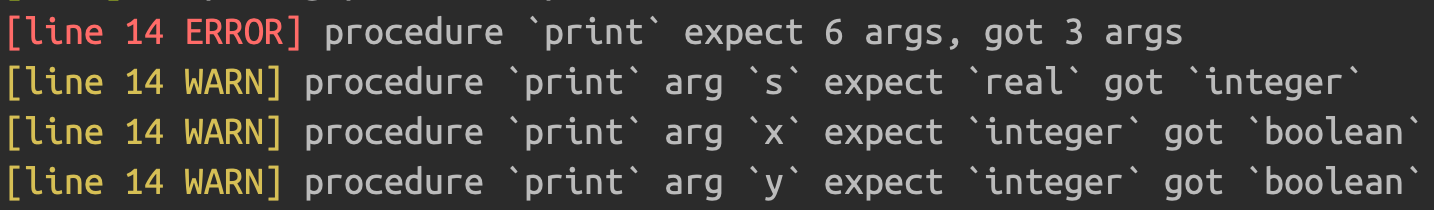 [line 14 ERROR] procedure `print` expect 6 args, got 3 args
[line 14 WARN] procedure `print` arg `s` expect `real` got `integer`
[line 14 WARN] procedure `print` arg `x` expect `integer` got `boolean`
[line 14 WARN] procedure `print` arg `y` expect `integer` got `boolean`